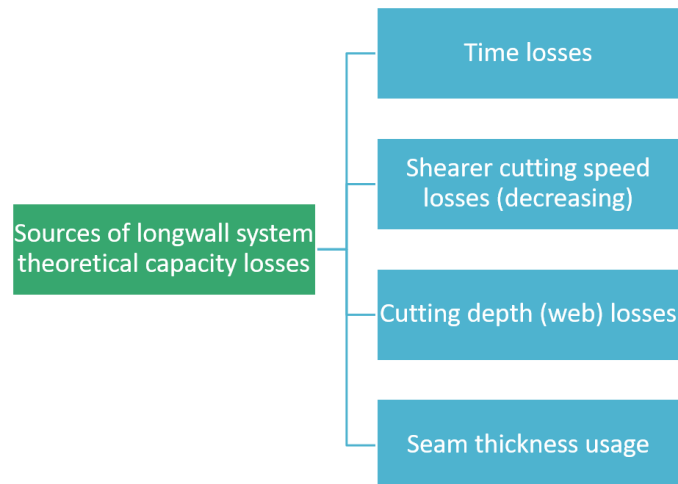 Time losses
Shearer cutting speed
losses (decreasing)
Sources of longwall system
theoretical capacity losses
Cutting depth (web) losses
Seam thickness usage